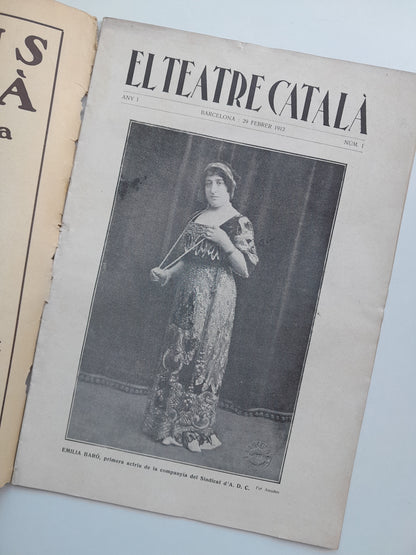 NS
À
a
EL TEATRE CATALÀ
ANY I BARCELONA : 29 FEBRER 1912 NÚM. 1
EMILIA BARÓ, primera actriu de la companyia del Sindicat d'A. D. C.